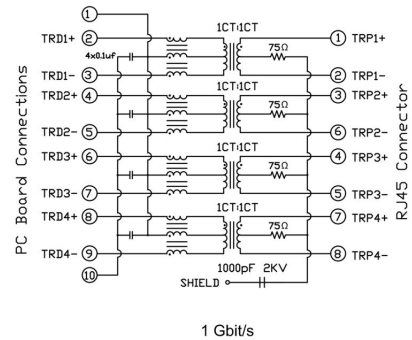 1
1CT:1CT
TRD1+ 2
1 TRP1+
4x0.1uf
75Ω
TRD1- 3
2 TRP1-
TRD2+ 4
1CT:1CT
3 TRP2+
75Ω
TRD2- 5
6 TRP2-
TRD3+ 6
1CT:1CT
4 TRP3+
75Ω
TRD3- 7
5 TRP3-
TRD4+ 8
1CT:1CT
7 TRP4+
75Ω
TRD4- 9
8 TRP4-
10
1000pF 2KV
SHIELD
PC Board Connections
RJ45 Connector
1 Gbit/s